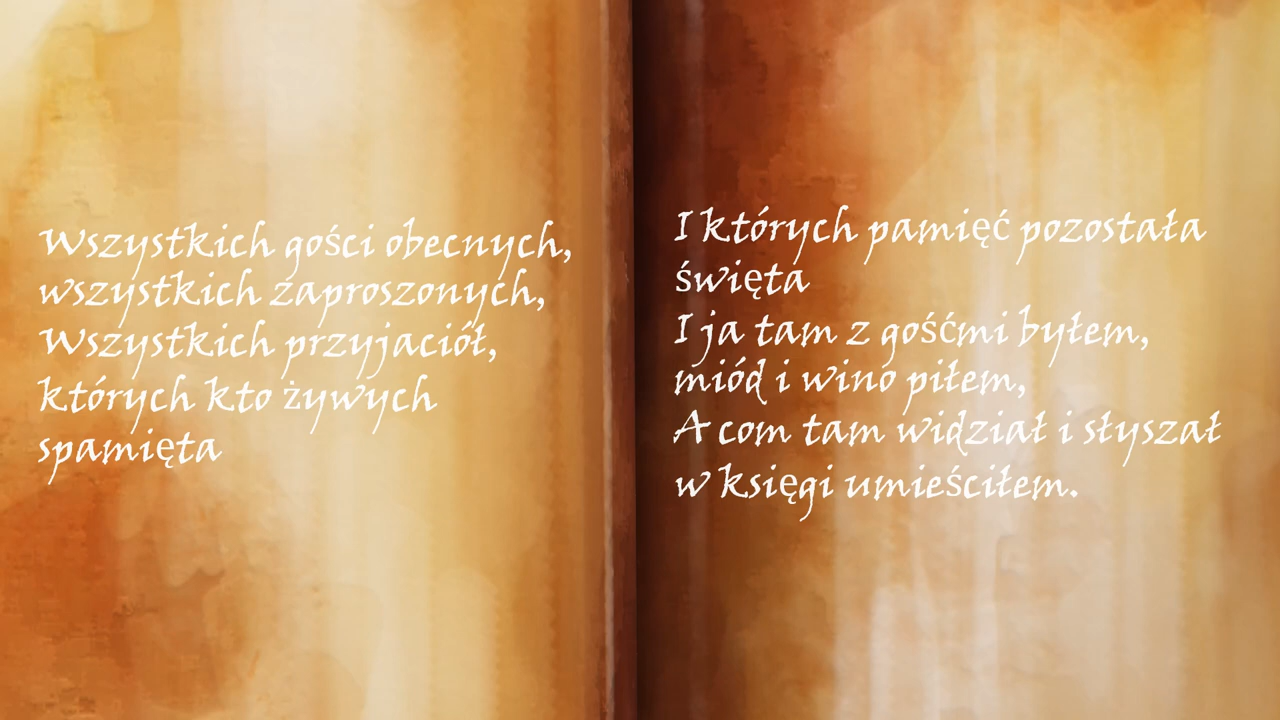 Wszystkich gości obecnych,
wszystkich zaproszonych,
Wszystkich przyjaciół,
których kto żywych
spamięta
I których pamięć pozostała
święta
I ja tam z gośćmi byłem,
miód i wino piłem,
A com tam widział i słyszał
w księgi umieściłem.